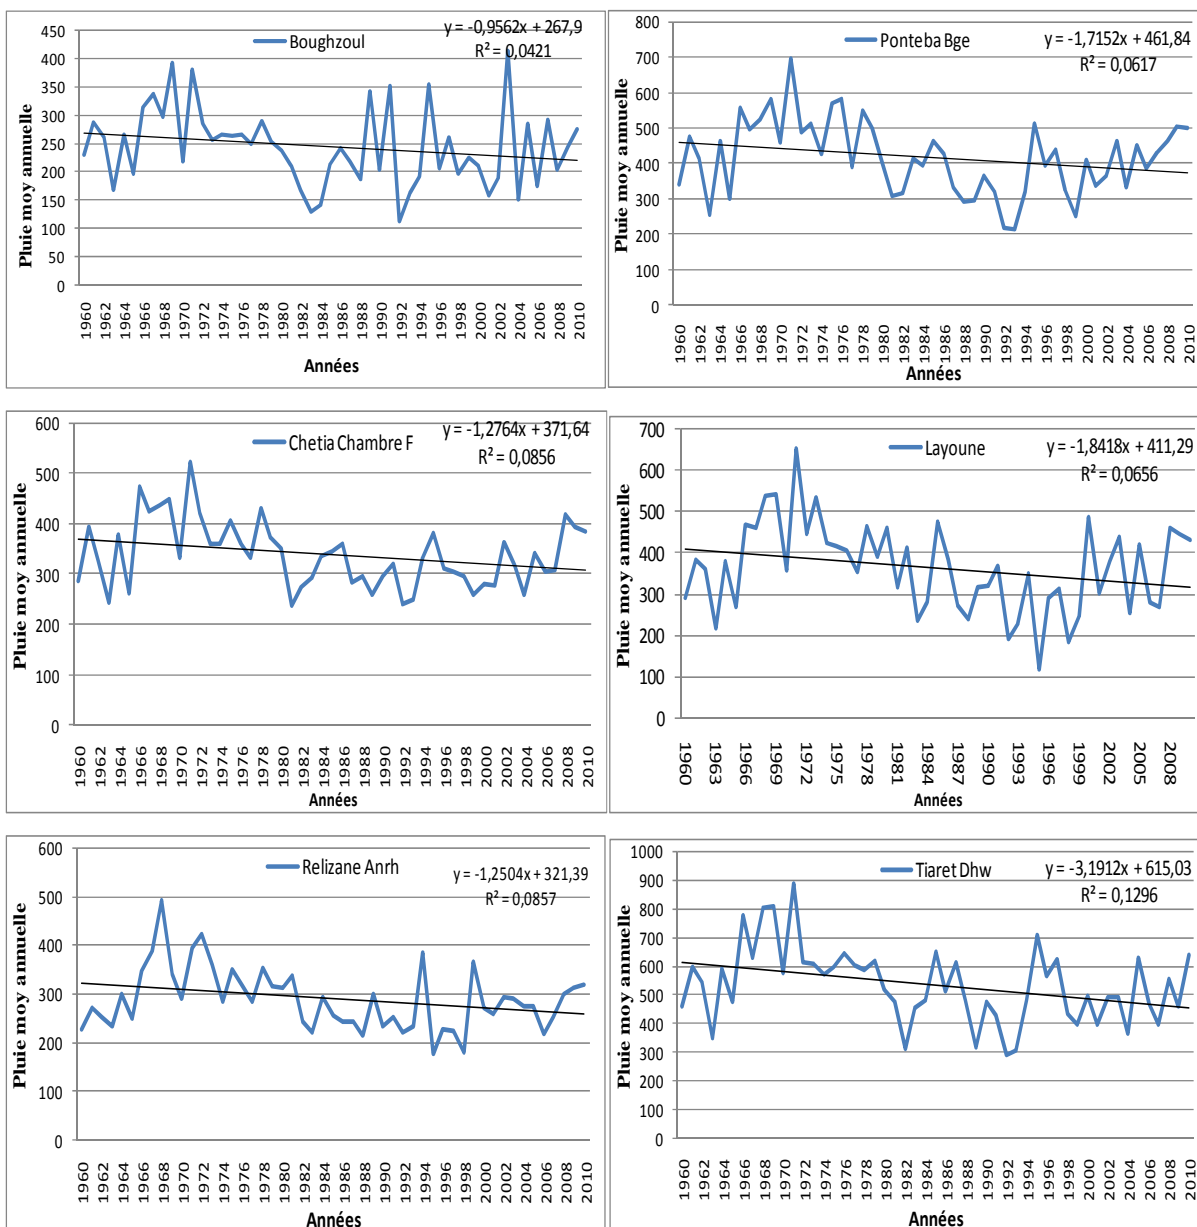 Boughzoul
y = -0,9562x + 267,9
R² = 0,0421
Pluie moy annuelle
450
400
350
300
250
200
150
100
50
0
1960 1962 1964 1966 1968 1970 1972 1974 1976 1978 1980 1982 1984 1986 1988 1990 1992 1994 1996 1998 2000 2002 2004 2006 2008 2010
Années
Ponteba Bge
y = -1,7152x + 461,84
R² = 0,0617
Pluie moy annuelle
800
700
600
500
400
300
200
100
0
1960 1962 1964 1966 1968 1970 1972 1974 1976 1978 1980 1982 1984 1986 1988 1990 1992 1994 1996 1998 2000 2002 2004 2006 2008 2010
Années
Chetia Chambre F
y = -1,2764x + 371,64
R² = 0,0856
Pluie moy annuelle
600
500
400
300
200
100
0
1960 1962 1964 1966 1968 1970 1972 1974 1976 1978 1980 1982 1984 1986 1988 1990 1992 1994 1996 1998 2000 2002 2004 2006 2008 2010
Années
Layoune
y = -1,8418x + 411,29
R² = 0,0656
Pluie moy annuelle
700
600
500
400
300
200
100
0
1960 1963 1966 1969 1972 1975 1978 1981 1984 1987 1990 1993 1996 1999 2002 2005 2008
Années
Relizane Anrh
y = -1,2504x + 321,39
R² = 0,0857
Pluie moy annuelle
600
500
400
300
200
100
0
1960 1962 1964 1966 1968 1970 1972 1974 1976 1978 1980 1982 1984 1986 1988 1990 1992 1994 1996 1998 2000 2002 2004 2006 2008 2010
Années
Tiaret Dhw
y = -3,1912x + 615,03
R² = 0,1296
Pluie moy annuelle
1000
900
800
700
600
500
400
300
200
100
0
1960 1962 1964 1966 1968 1970 1972 1974 1976 1978 1980 1982 1984 1986 1988 1990 1992 1994 1996 1998 2000 2002 2004 2006 2008 2010
Années